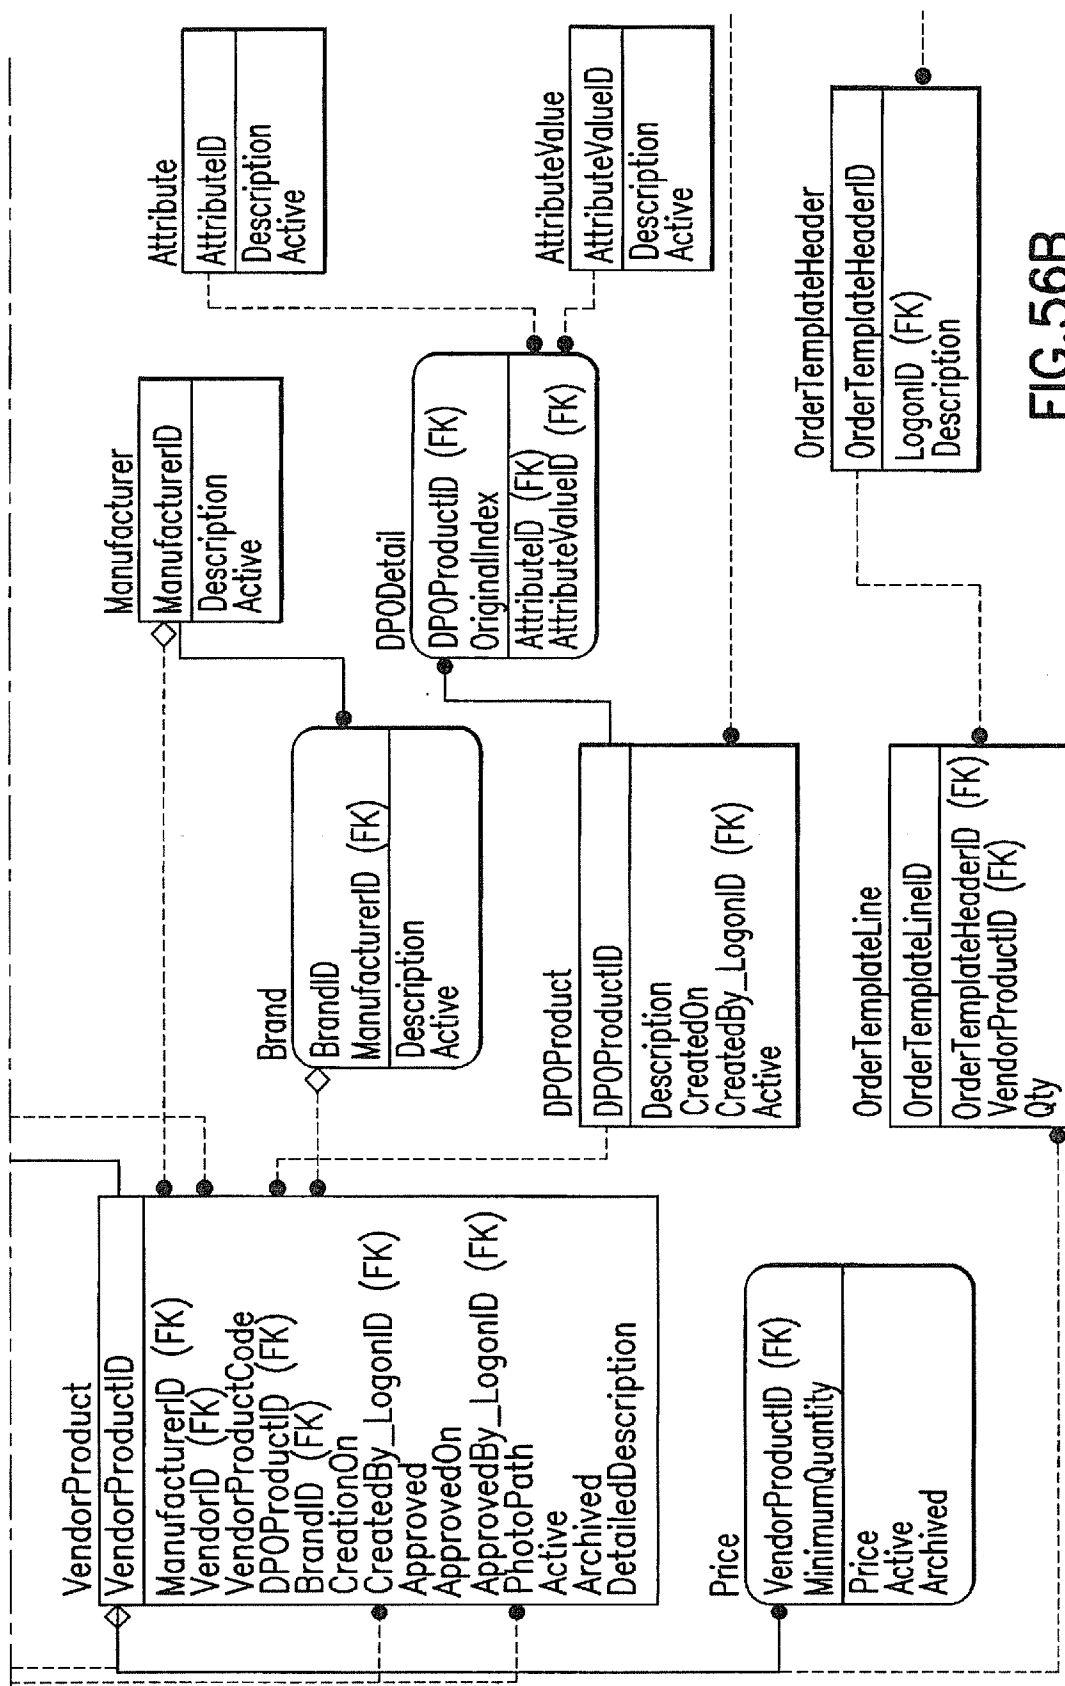 VendorProduct
VendorProductID
ManufacturerID (FK)
VendorID (FK)
VendorProductCode
DPOProductID (FK)
BrandID (FK)
CreationOn
CreatedBy_LogonID (FK)
Approved
ApprovedOn
ApprovedBy_LogonID (FK)
PhotoPath
Active
Archived
DetailedDescription
Price
VendorProductID (FK)
MinimumQuantity
Price
Active
Archived
Brand
BrandID
ManufacturerID (FK)
Description
Active
DPOProduct
DPOProductID
Description
CreatedOn
CreatedBy_LogonID (FK)
Active
OrderTemplateLine
OrderTemplateLineID
OrderTemplateHeaderID (FK)
VendorProductID (FK)
Qty
Manufacturer
ManufacturerID
Description
Active
DPODetail
DPOProductID (FK)
OriginalIndex
AttributeID (FK)
AttributeValueID (FK)
Attribute
AttributeID
Description
Active
AttributeValue
AttributeValueID
Description
Active
OrderTemplateHeader
OrderTemplateHeaderID
LogonID (FK)
Description
FIG.56B